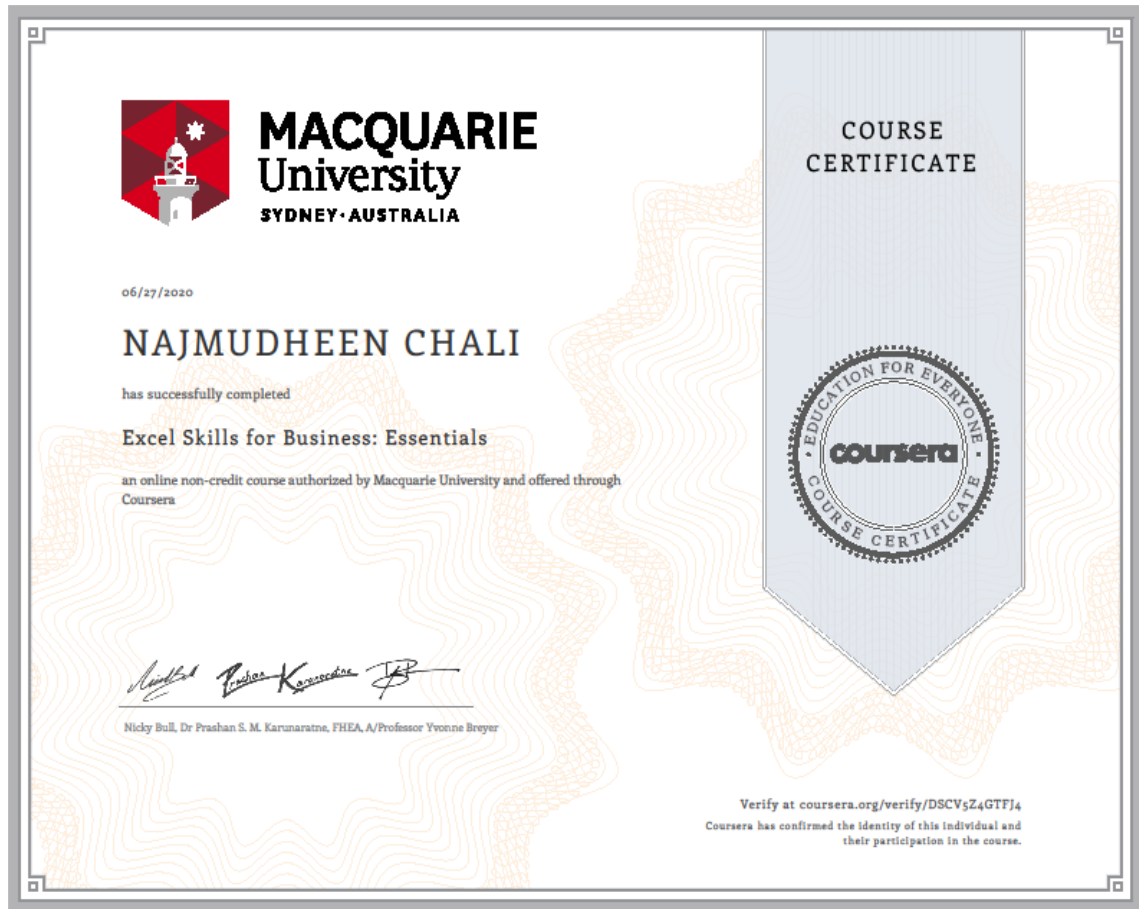 MACQUARIE
University
SYDNEY·AUSTRALIA
COURSE
CERTIFICATE
06/27/2020
NAJMUDHEEN CHALI
has successfully completed
Excel Skills for Business: Essentials
an online non-credit course authorized by Macquarie University and offered through
Coursera
EDUCATION FOR EVERYONE
coursera
COURSE CERTIFICATE
Prashan Karunaratne
Nicky Bull, Dr Prashan S. M. Karunaratne, FHEA, A/Professor Yvonne Breyer
Verify at coursera.org/verify/DSCV5Z4GTFJ4
Coursera has confirmed the identity of this individual and
their participation in the course.